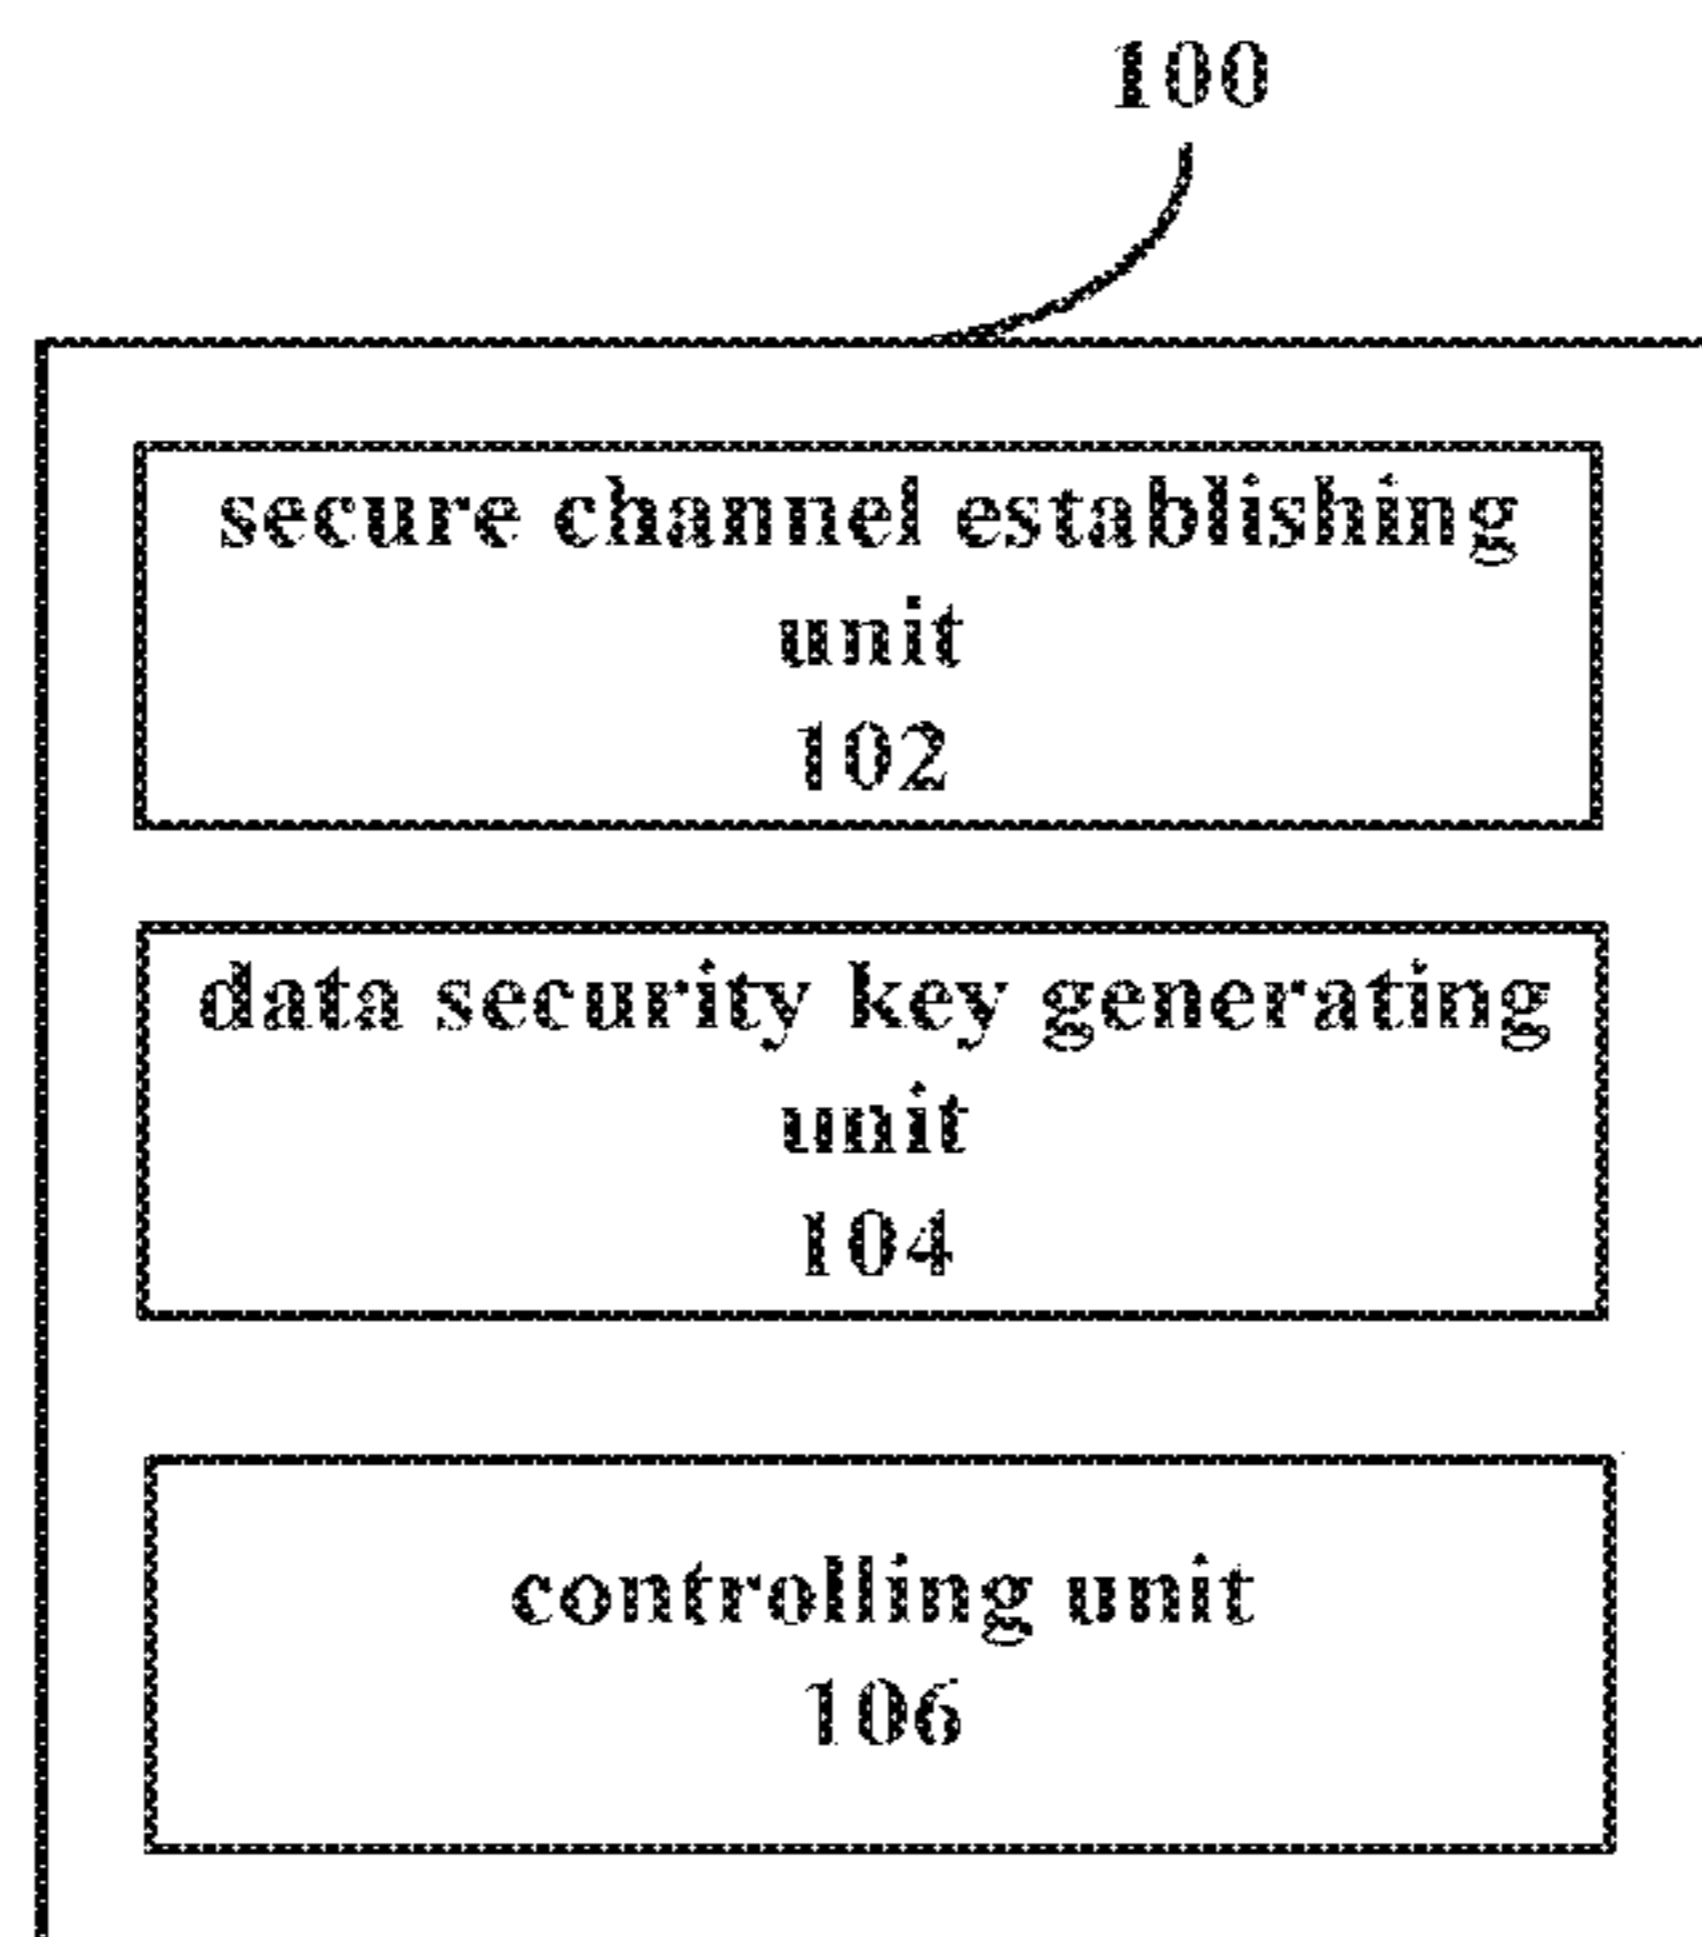 100
secure channel establishing
unit
102
data security key generating
unit
104
controlling unit
106